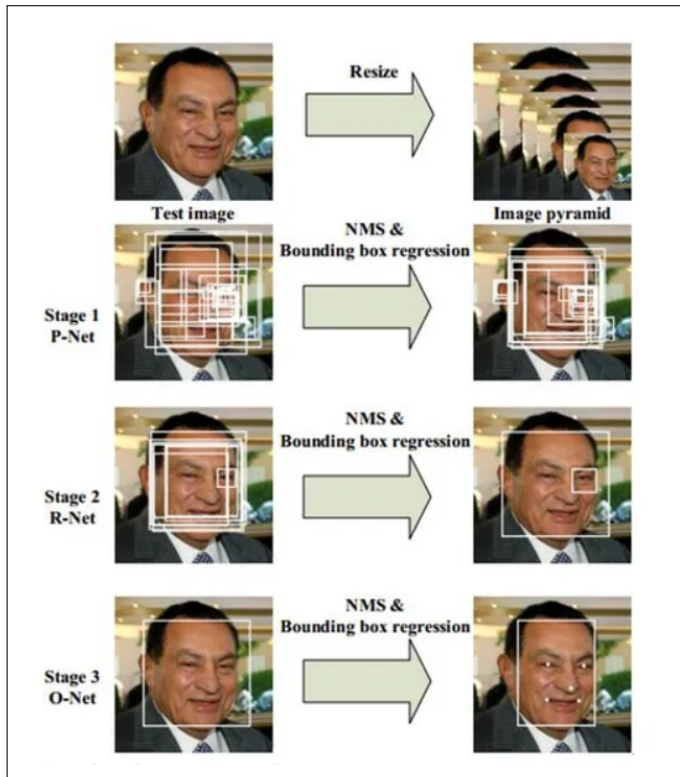 Resize
Test image
Image pyramid
NMS &
Bounding box regression
Stage 1
P-Net
NMS &
Bounding box regression
Stage 2
R-Net
NMS &
Bounding box regression
Stage 3
O-Net